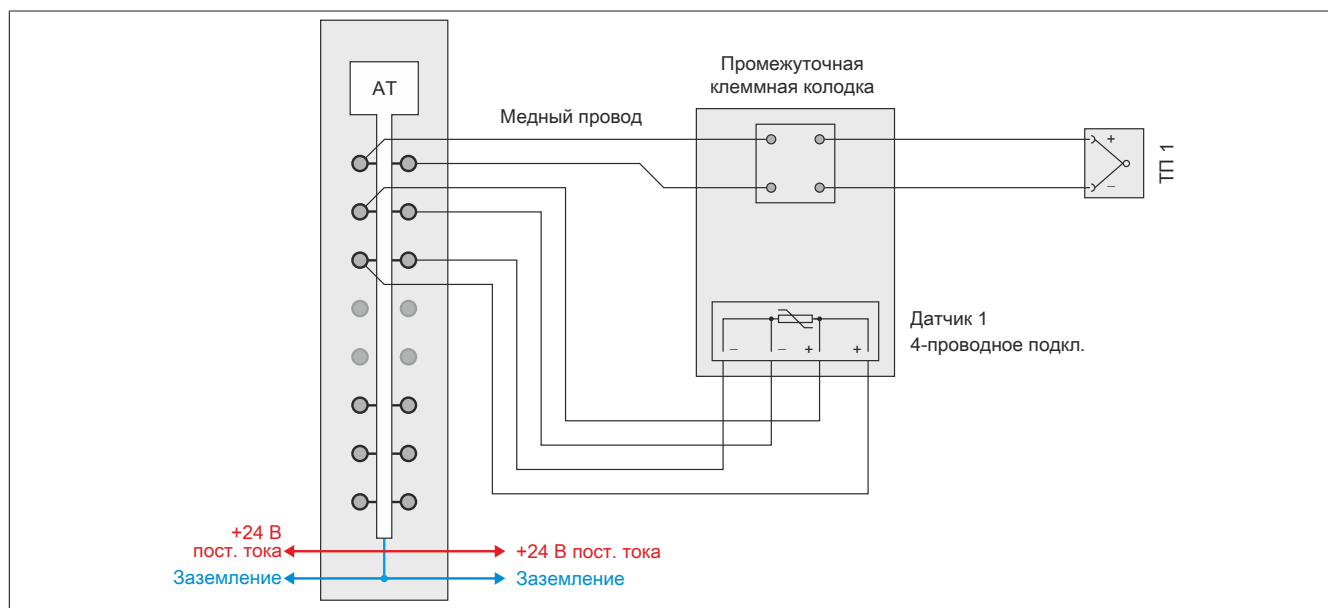 АТ
Медный провод
Промежуточная
клеммная колодка
+
−
ТП 1
− − + +
Датчик 1
4-проводное подкл.
+24 В
пост. тока
+24 В пост. тока
Заземление
Заземление